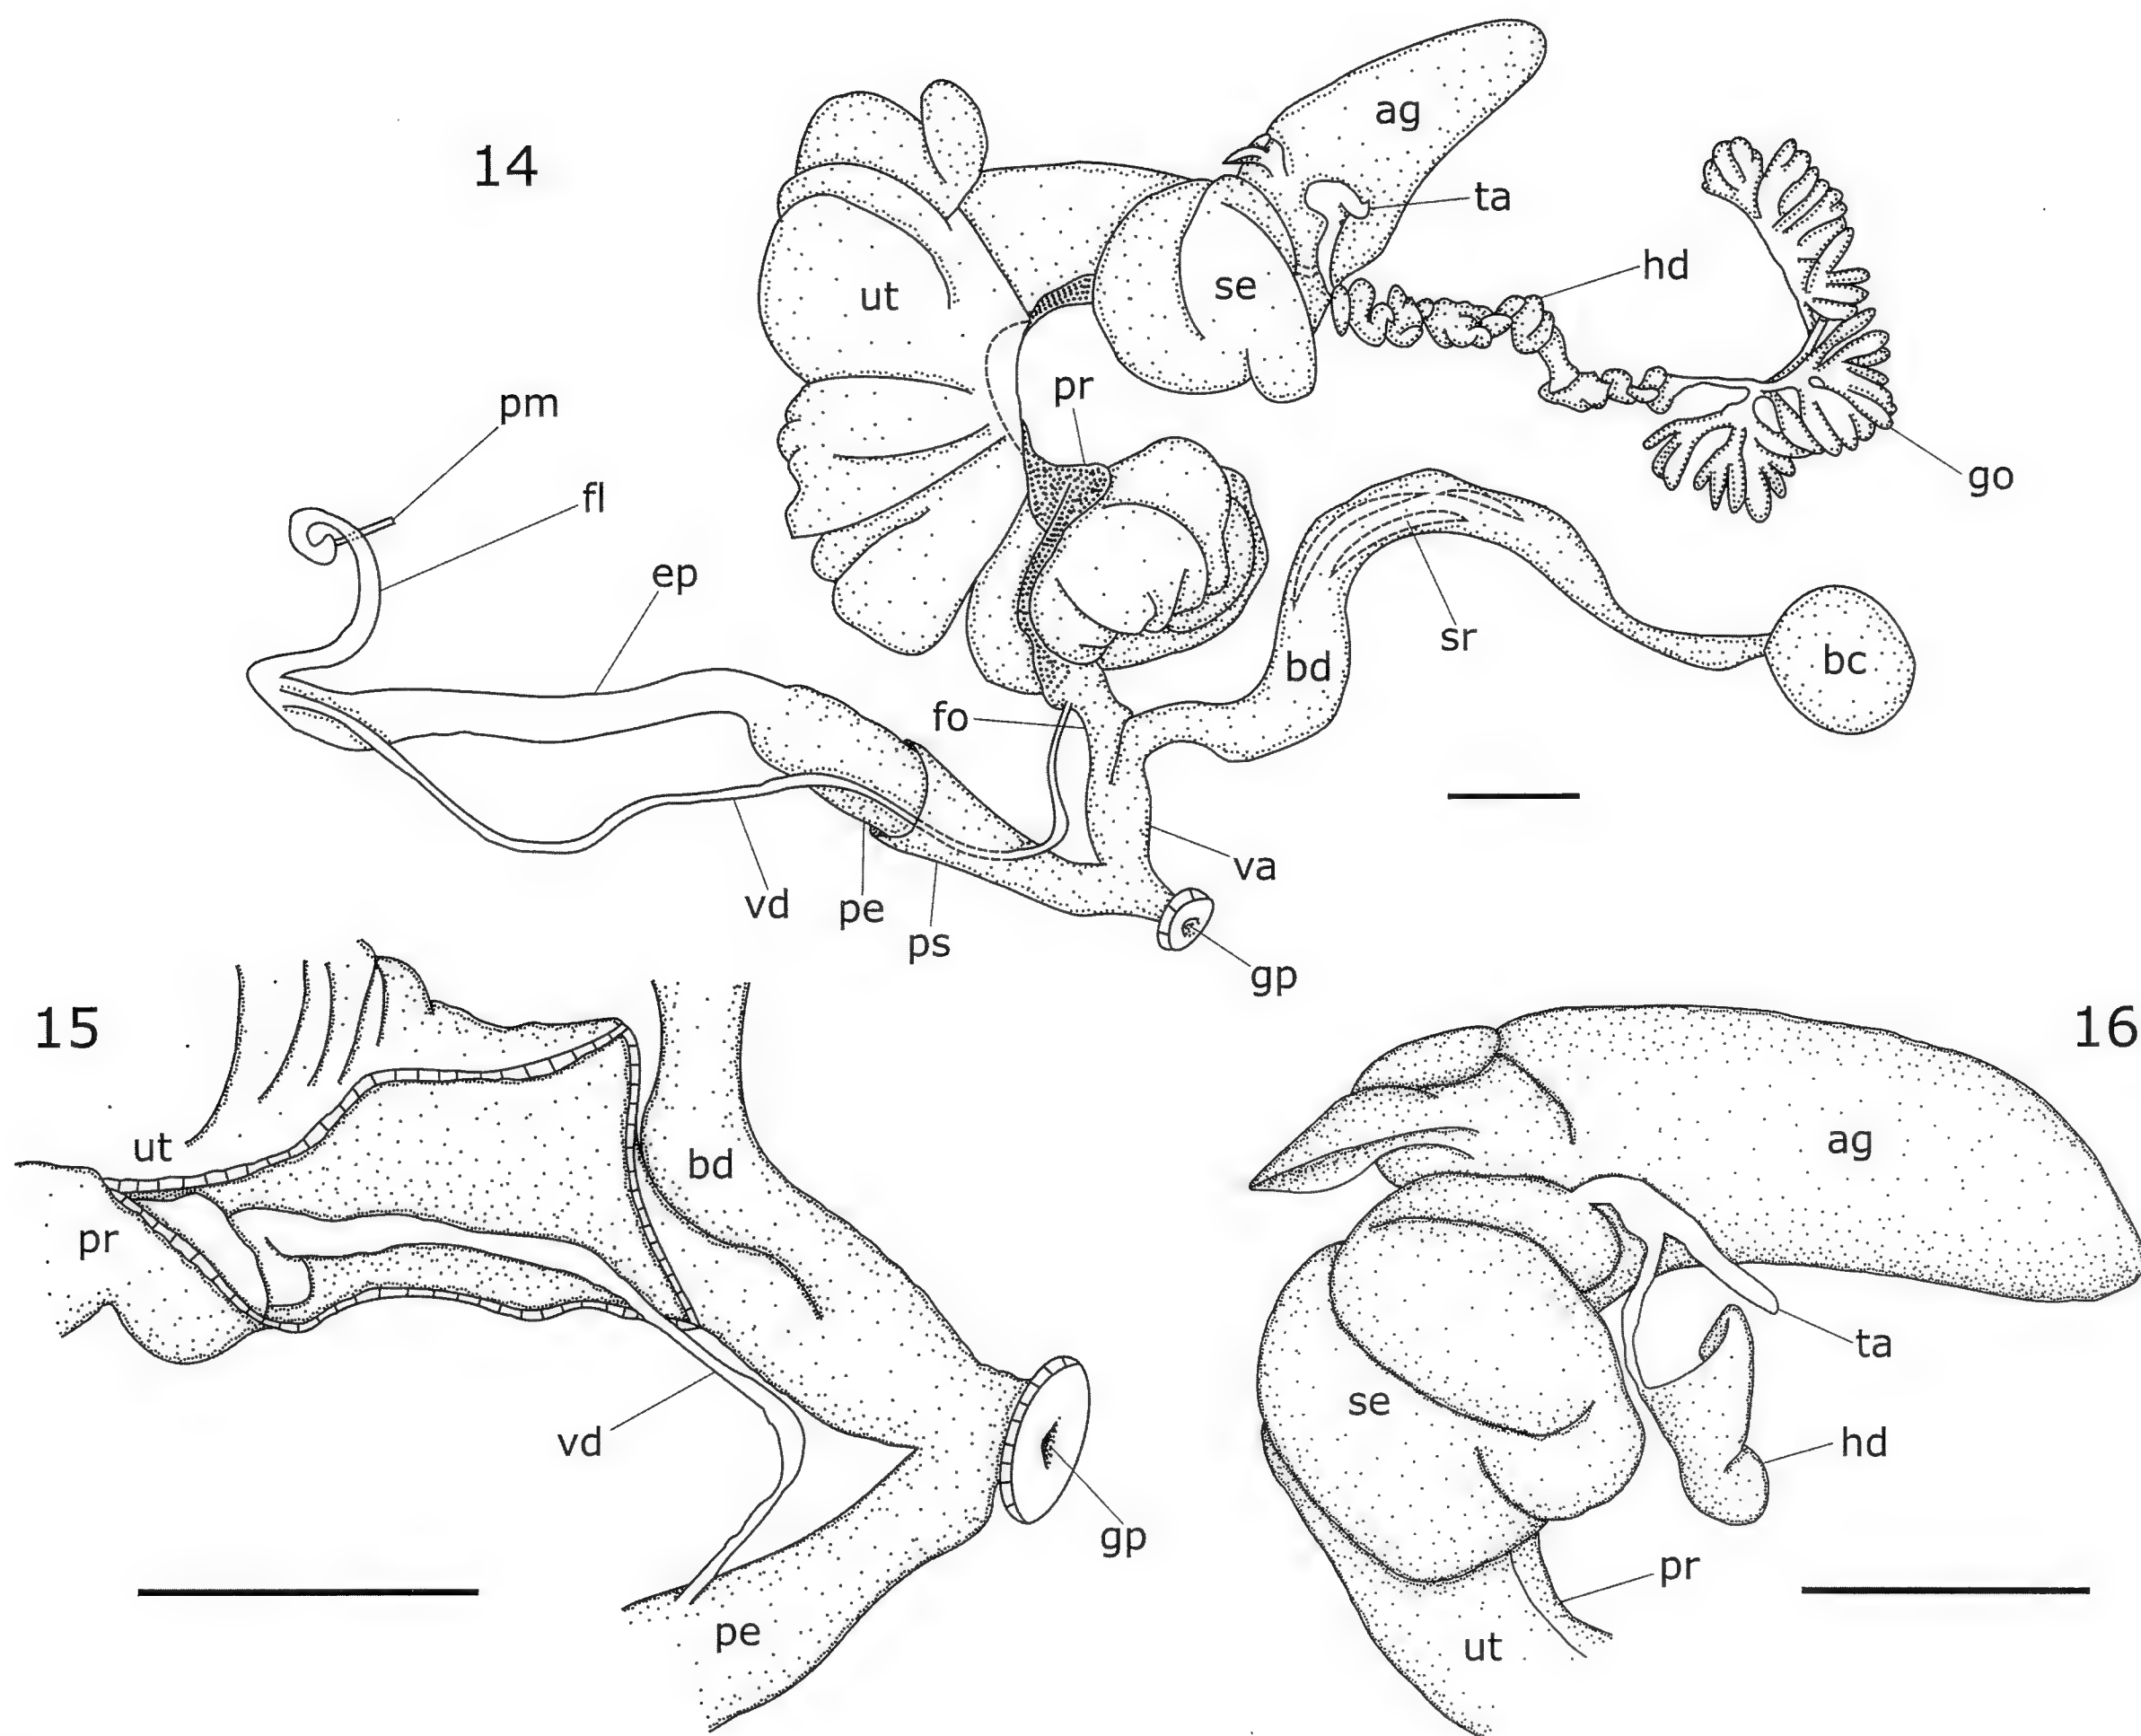 14
ag
ta
hd
ut
se
pr
pm
fl
go
ep
sr
bd
bc
fo
va
vd
pe
ps
gp
15
ut
bd
pr
vd
gp
pe
16
ag
ta
se
hd
pr
ut